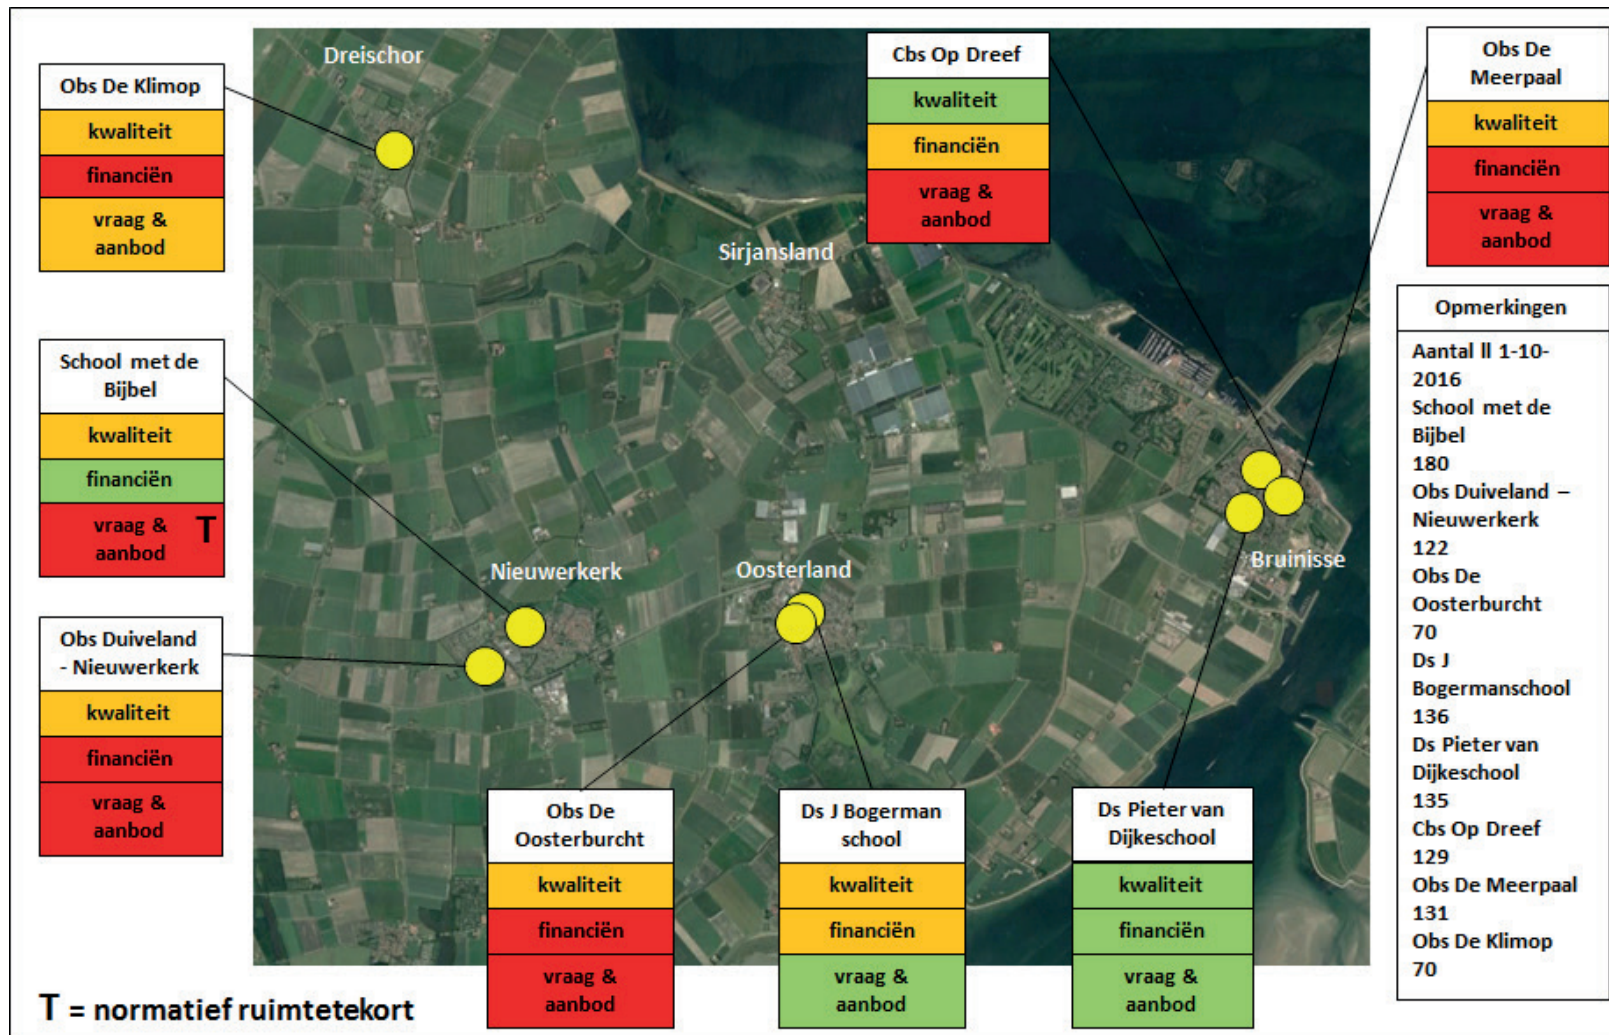 Dreischor
Obs De Klimop
kwaliteit
financiën
vraag &
aanbod
Cbs Op Dreef
kwaliteit
financiën
vraag &
aanbod
Obs De
Meerpaal
kwaliteit
financiën
vraag &
aanbod
Sirjansland
School met de
Bijbel
kwaliteit
financiën
vraag &
aanbod T
Opmerkingen
Aantal ll 1-10-
2016
School met de
Bijbel
180
Obs Duiveland –
Nieuwerkerk
122
Obs De
Oosterburcht
70
Ds J
Bogermanschool
136
Ds Pieter van
Dijkeschool
135
Cbs Op Dreef
129
Obs De Meerpaal
131
Obs De Klimop
70
Nieuwerkerk
Oosterland
Bruinisse
Obs Duiveland
- Nieuwerkerk
kwaliteit
financiën
vraag &
aanbod
Obs De
Oosterburcht
kwaliteit
financiën
vraag &
aanbod
Ds J Bogerman
school
kwaliteit
financiën
vraag &
aanbod
Ds Pieter van
Dijkeschool
kwaliteit
financiën
vraag &
aanbod
T = normatief ruimtetekort